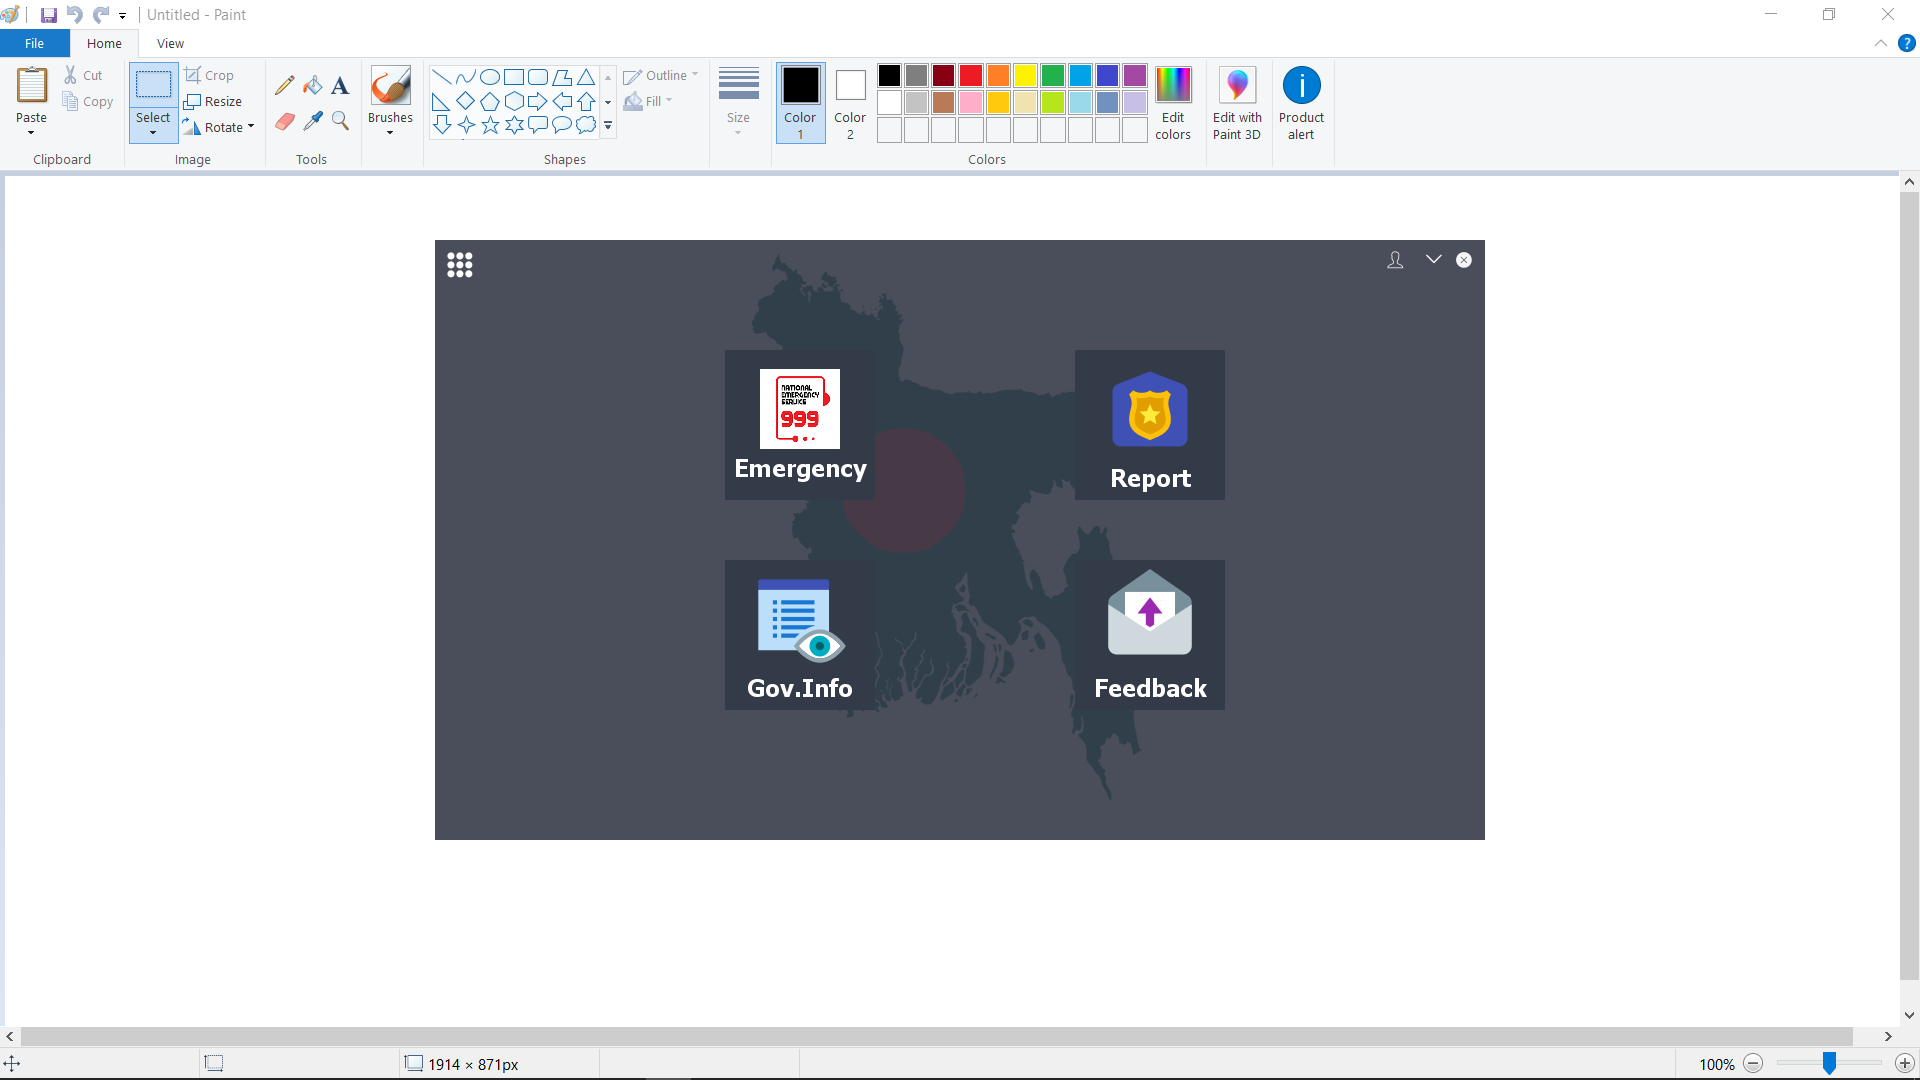 Untitled - Paint
File
Home
View
Paste
Cut
Copy
Clipboard
Select
Crop
Resize
Rotate
Image
A
Tools
Brushes
Outline
Fill
Shapes
Size
Color
1
Color
2
Edit
colors
Colors
Edit with
Paint 3D
Product
alert
NATIONAL
EMERGENCY
SERVICE
999
Emergency
Report
Gov.Info
Feedback
1914 × 871px
100%